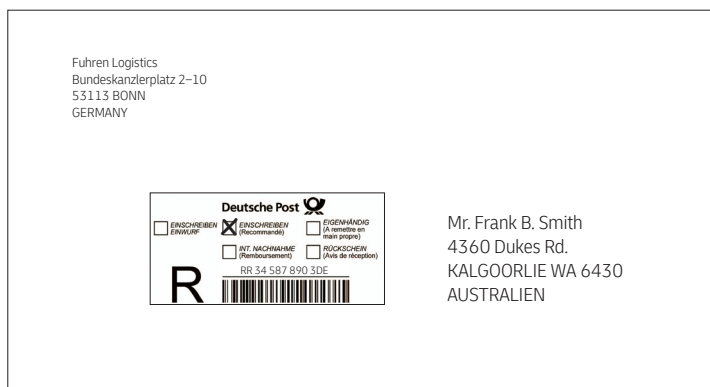 Fuhren Logistics
Bundeskanzlerplatz 2–10
53113 BONN
GERMANY
Deutsche Post
EINSCHREIBEN EINWURF
EINSCHREIBEN (Recommandé)
EIGENHÄNDIG (A remettre en main propre)
INT. NACHNAHME (Remboursement)
RÜCKSCHEIN (Avis de réception)
R
RR 34 587 890 3DE
Mr. Frank B. Smith
4360 Dukes Rd.
KALGOORLIE WA 6430
AUSTRALIEN